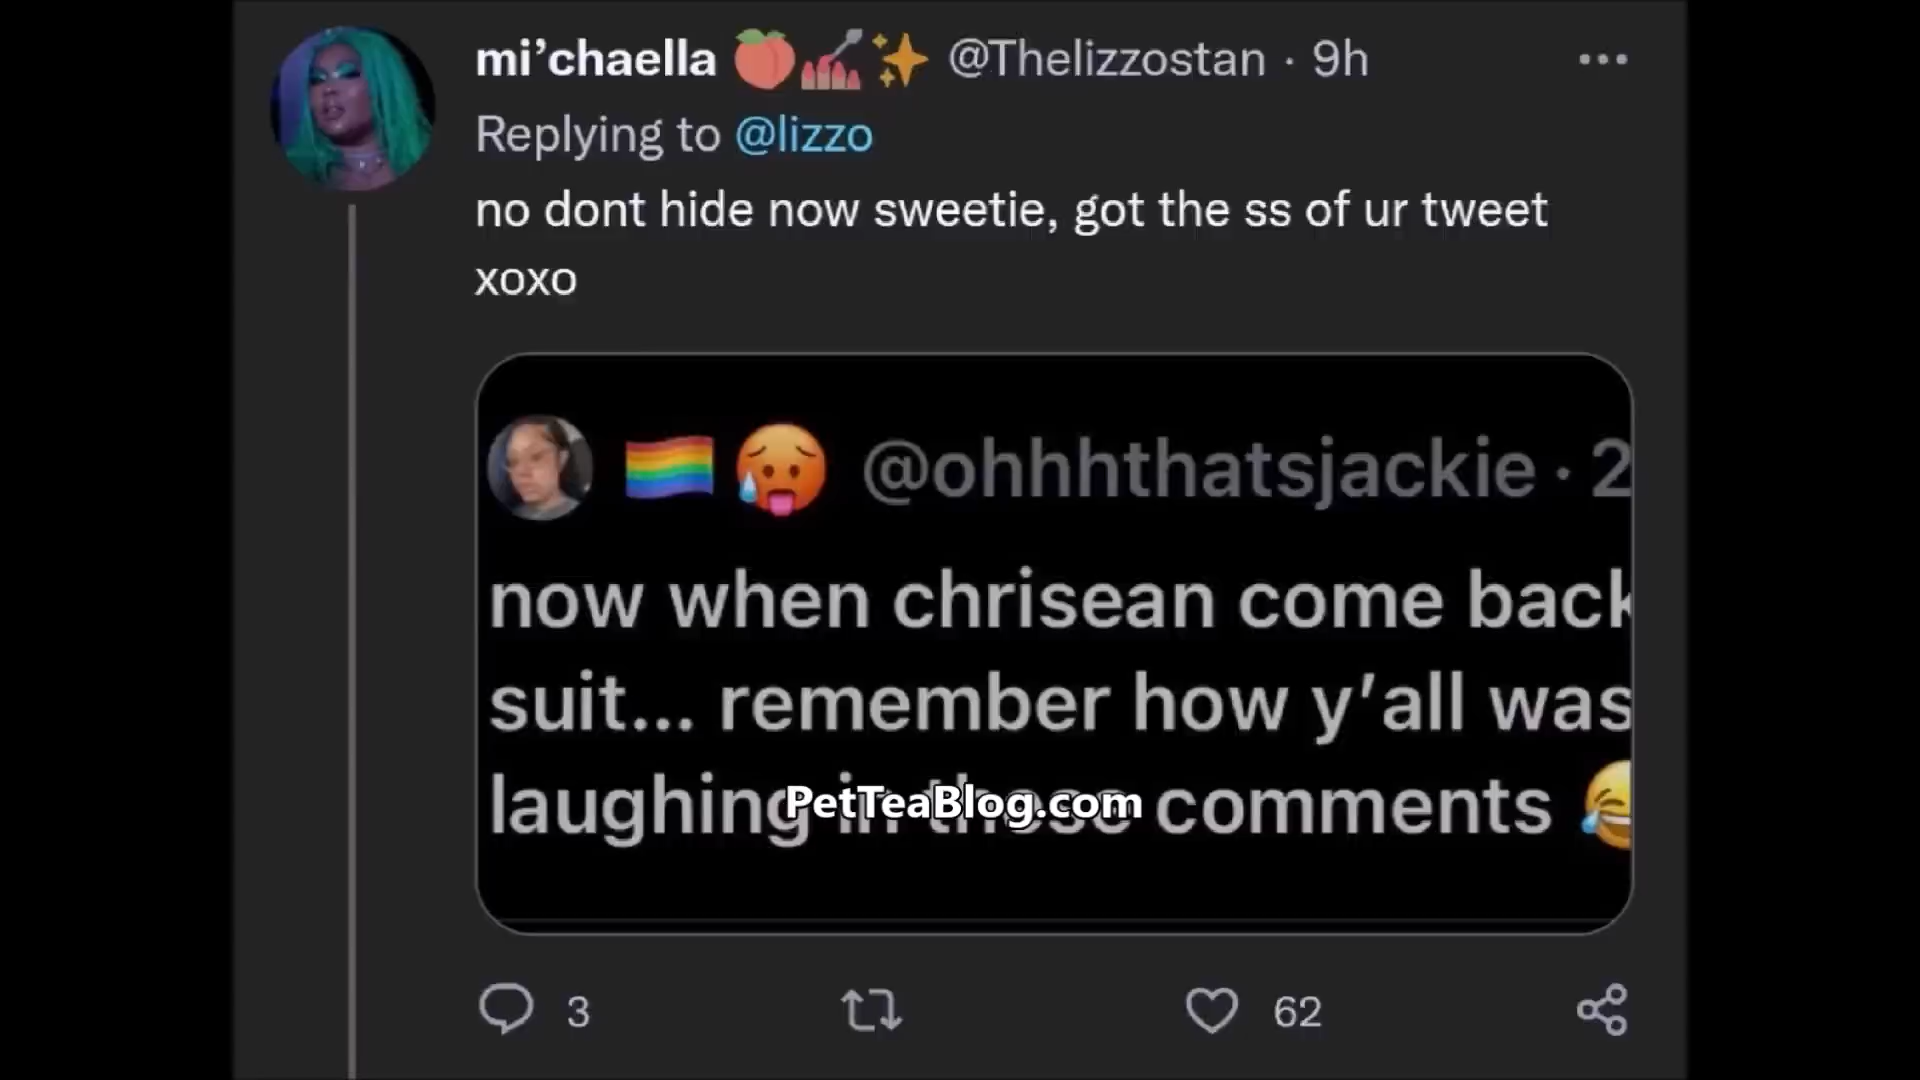 mi’chaella 🍑💅✨ @Thelizzostan · 9h
Replying to @lizzo
no dont hide now sweetie, got the ss of ur tweet
xoxo
🏳️‍🌈 🥵 @ohhhthatsjackie · 2
now when chrisean come back
suit... remember how y’all was
laughing in these comments 😂
PetTeaBlog.com
3 62